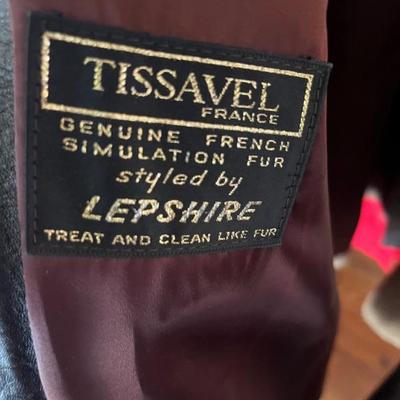 TISSAVEL
FRANCE
GENUINE FRENCH
SIMULATION FUR
styled by
LEPSHIRE
TREAT AND CLEAN LIKE FUR